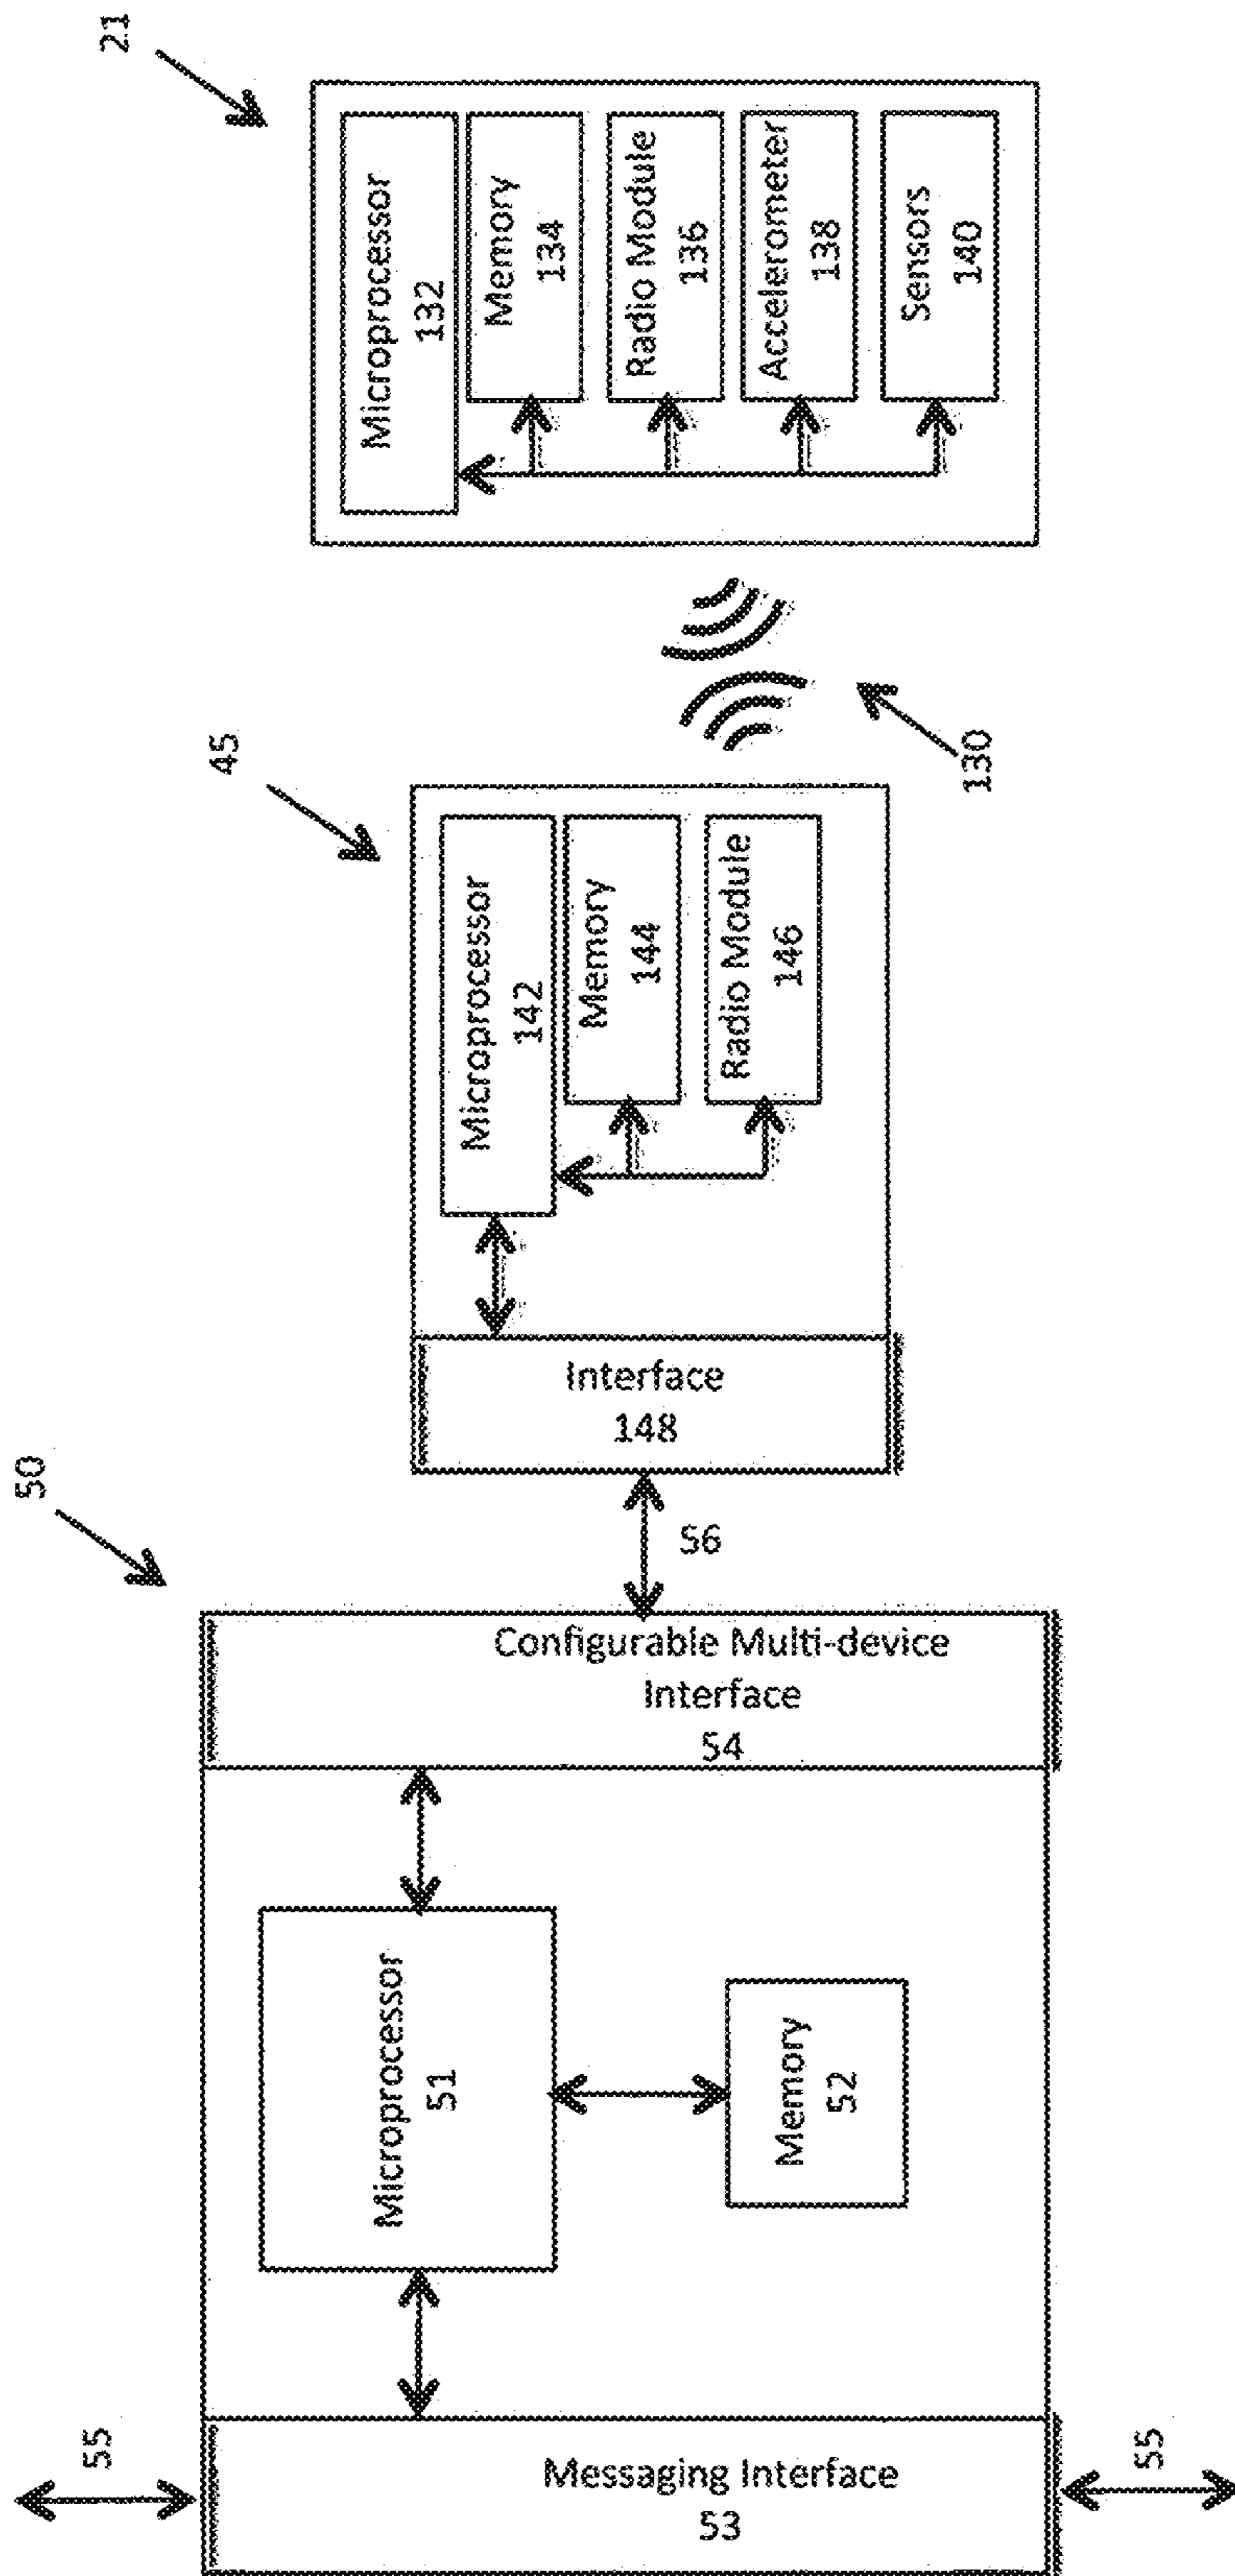 21
Microprocessor
132
Memory
134
Radio Module
136
Accelerometer
138
Sensors
140
130
45
Microprocessor
142
Memory
144
Radio Module
146
Interface
148
56
50
Configurable Multi-device
Interface
54
Microprocessor
51
Memory
52
Messaging Interface
53
55
55